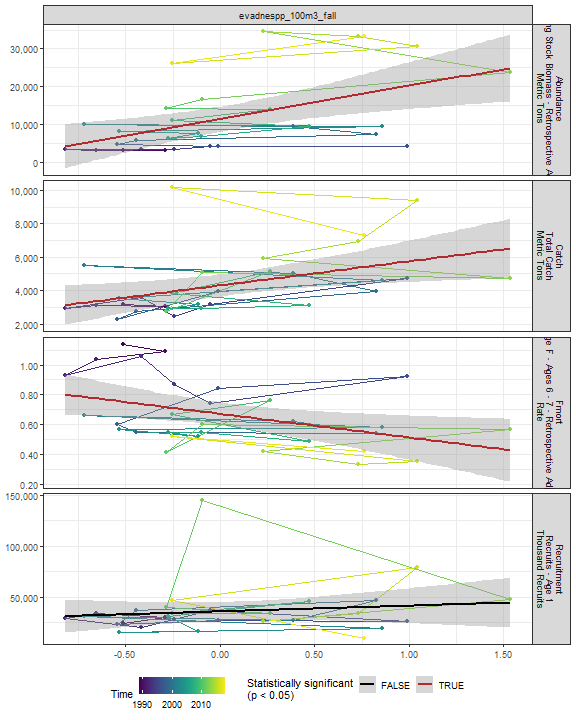 evadnespp_100m3_fall
30,000
20,000
10,000
0
Abundance
ng Stock Biomass - Retrospective A
Metric Tons
10,000
8,000
6,000
4,000
2,000
Catch
Total Catch
Metric Tons
1.00
0.80
0.60
0.40
0.20
Fmort
ge F - Ages 6 - 7 - Retrospective Ad
Rate
150,000
100,000
50,000
Recruitment
Recruits - Age 1
Thousand Recruits
-0.50
0.00
0.50
1.00
1.50
Time
1990 2000 2010
Statistically significant
(p < 0.05)
FALSE
TRUE